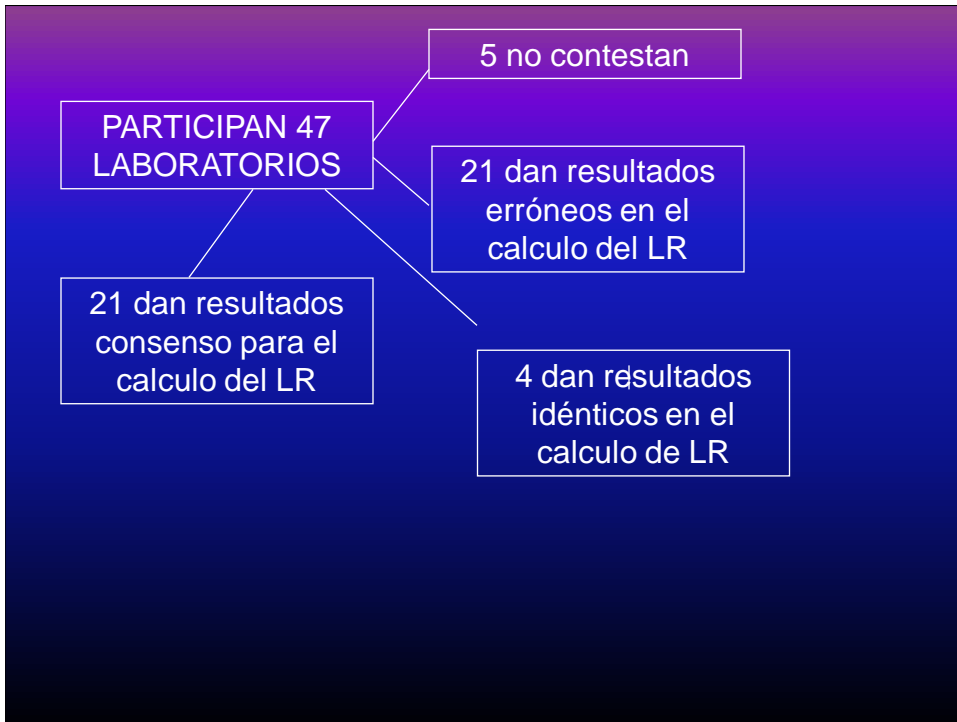 5 no contestan
PARTICIPAN 47
LABORATORIOS
21 dan resultados
erróneos en el
calculo del LR
21 dan resultados
consenso para el
calculo del LR
4 dan resultados
idénticos en el
calculo de LR